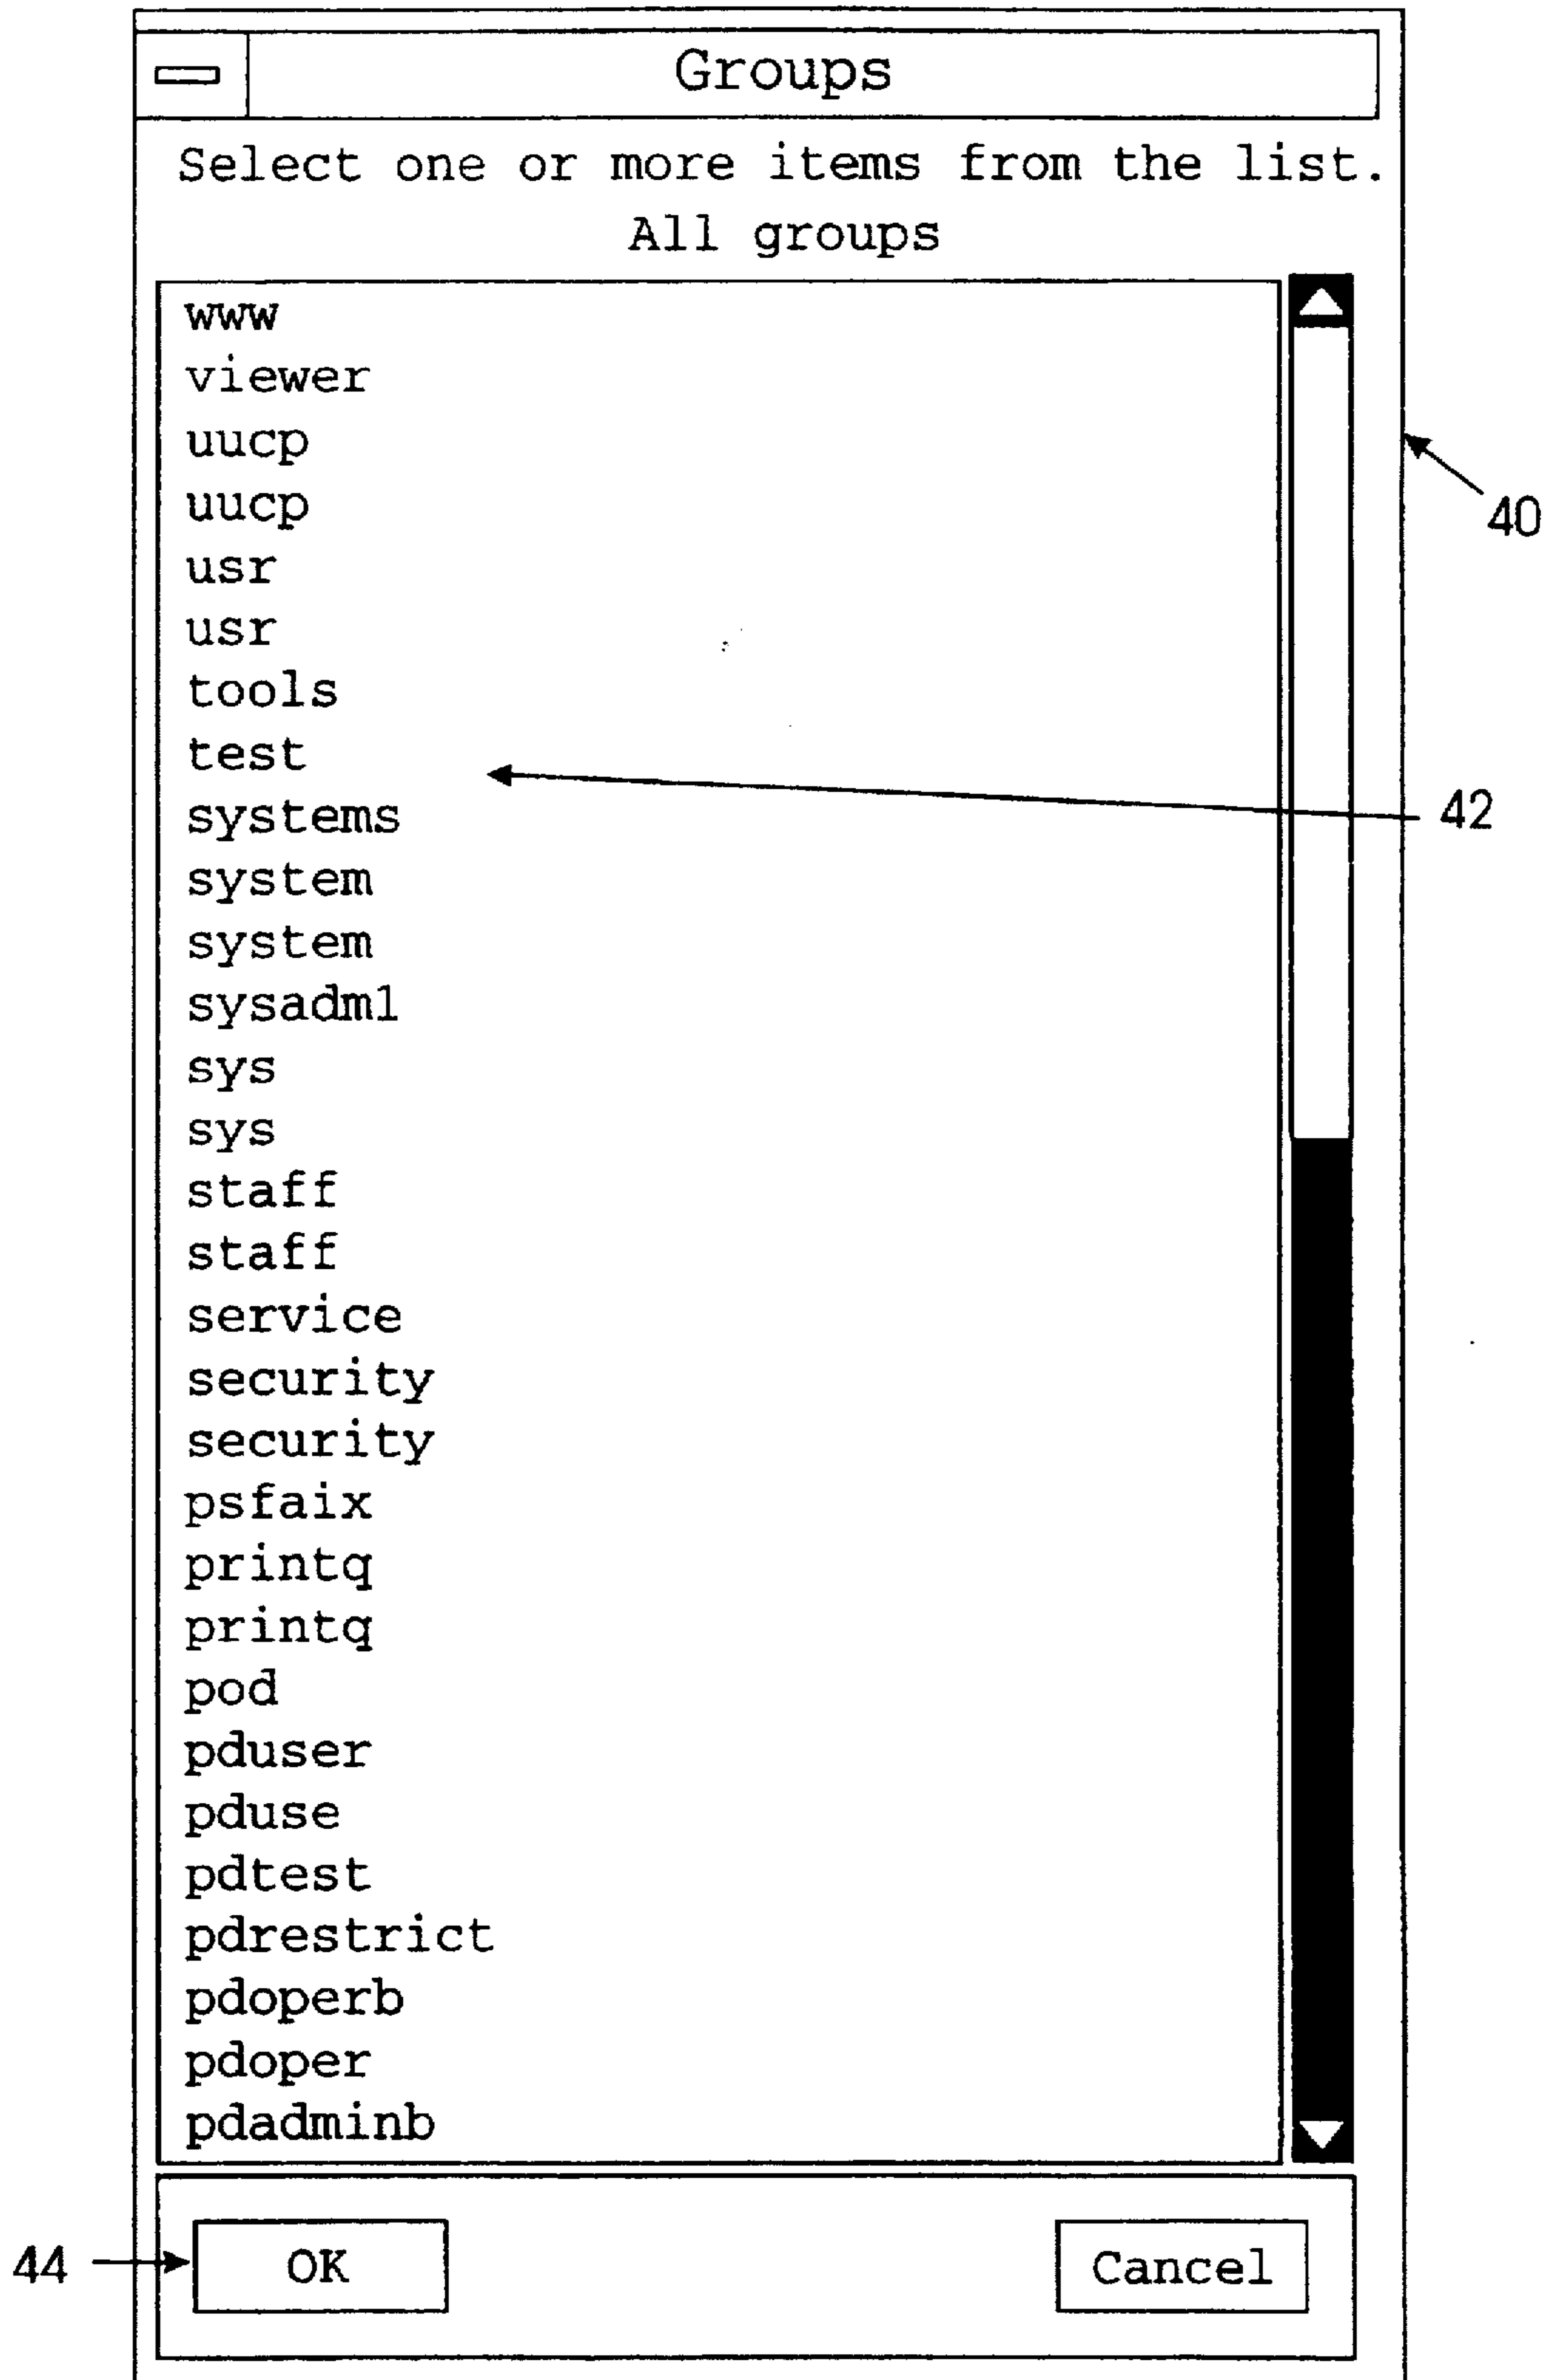 Groups
Select one or more items from the list.
All groups
www
viewer
uucp
uucp
usr
usr
tools
test
systems
system
system
sysadm1
sys
sys
staff
staff
service
security
security
psfaix
printq
printq
pod
pduser
pduse
pdtest
pdrestrict
pdoperb
pdoper
pdadminb
40
42
44
OK
Cancel